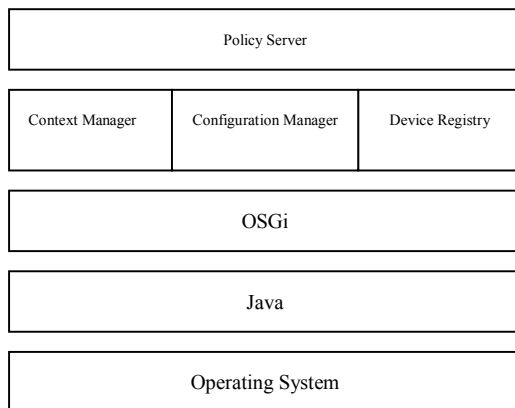 Policy Server
Context Manager
Configuration Manager
Device Registry
OSGi
Java
Operating System